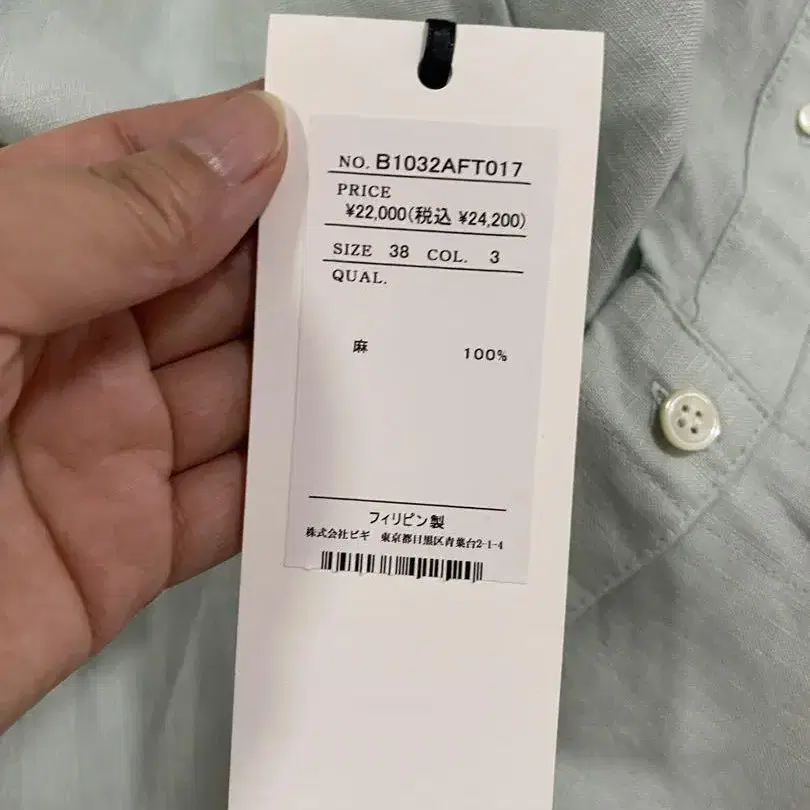 NO. B1032AFT017
PRICE
¥22,000(税込 ¥24,200)
SIZE 38 COL. 3
QUAL.
麻 100%
フィリピン製
株式会社ビギ 東京都目黒区青葉台2-1-4